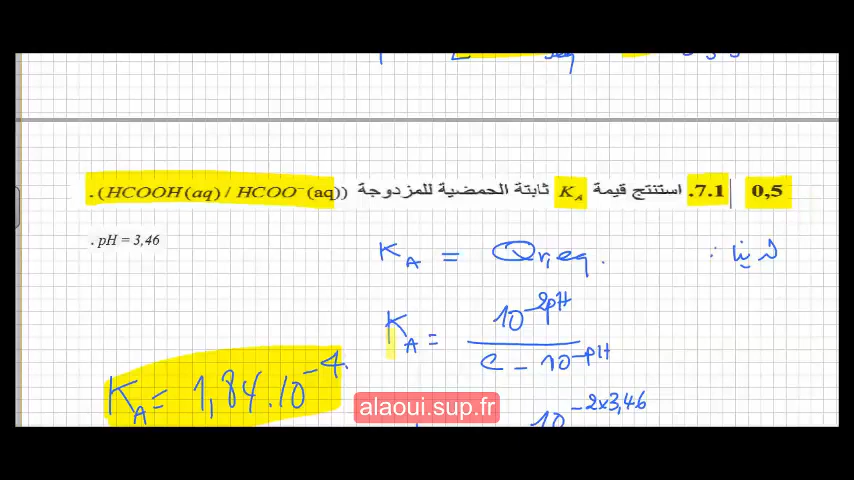 0,5 7.1. استنتج قيمة K_A ثابتة الحمضية للمزدوجة (HCOOH(aq) / HCOO⁻(aq)).
. pH = 3,46
لدينا : K_A = Qr,eq.
K_A = 10^-2pH / C - 10^-pH
K_A = 1,84.10^-4.
10^-2x3,46
alaoui.sup.fr